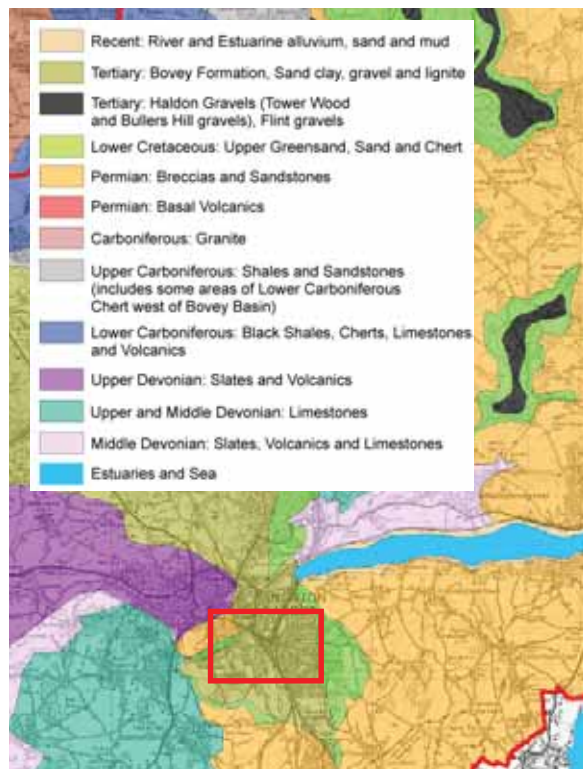 Recent: River and Estuarine alluvium, sand and mud
Tertiary: Bovey Formation, Sand clay, gravel and lignite
Tertiary: Haldon Gravels (Tower Wood
and Bullers Hill gravels), Flint gravels
Lower Cretaceous: Upper Greensand, Sand and Chert
Permian: Breccias and Sandstones
Permian: Basal Volcanics
Carboniferous: Granite
Upper Carboniferous: Shales and Sandstones
(includes some areas of Lower Carboniferous
Chert west of Bovey Basin)
Lower Carboniferous: Black Shales, Cherts, Limestones
and Volcanics
Upper Devonian: Slates and Volcanics
Upper and Middle Devonian: Limestones
Middle Devonian: Slates, Volcanics and Limestones
Estuaries and Sea